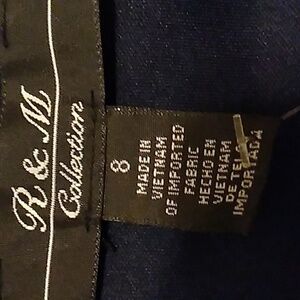 R & M
Collection
8
MADE IN
VIETNAM
OF IMPORTED
FABRIC
HECHO EN
VIETNAM
DE TELA
IMPORTADA